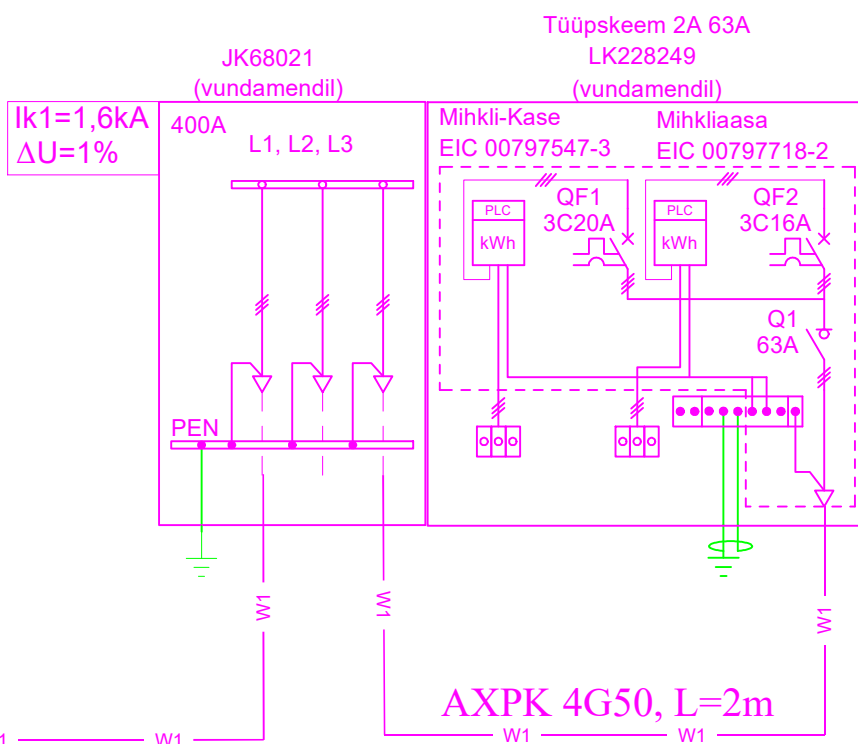 Tüüpskeem 2A 63A
JK68021
LK228249
(vundamendil)
(vundamendil)
Ik1=1,6kA
ΔU=1%
400A
L1, L2, L3
PEN
Mihkli-Kase
EIC 00797547-3
Mihkliaasa
EIC 00797718-2
PLC
kWh
QF1
3C20A
PLC
kWh
QF2
3C16A
Q1
63A
W1
W1
W1
AXPK 4G50, L=2m
W1
W1
W1